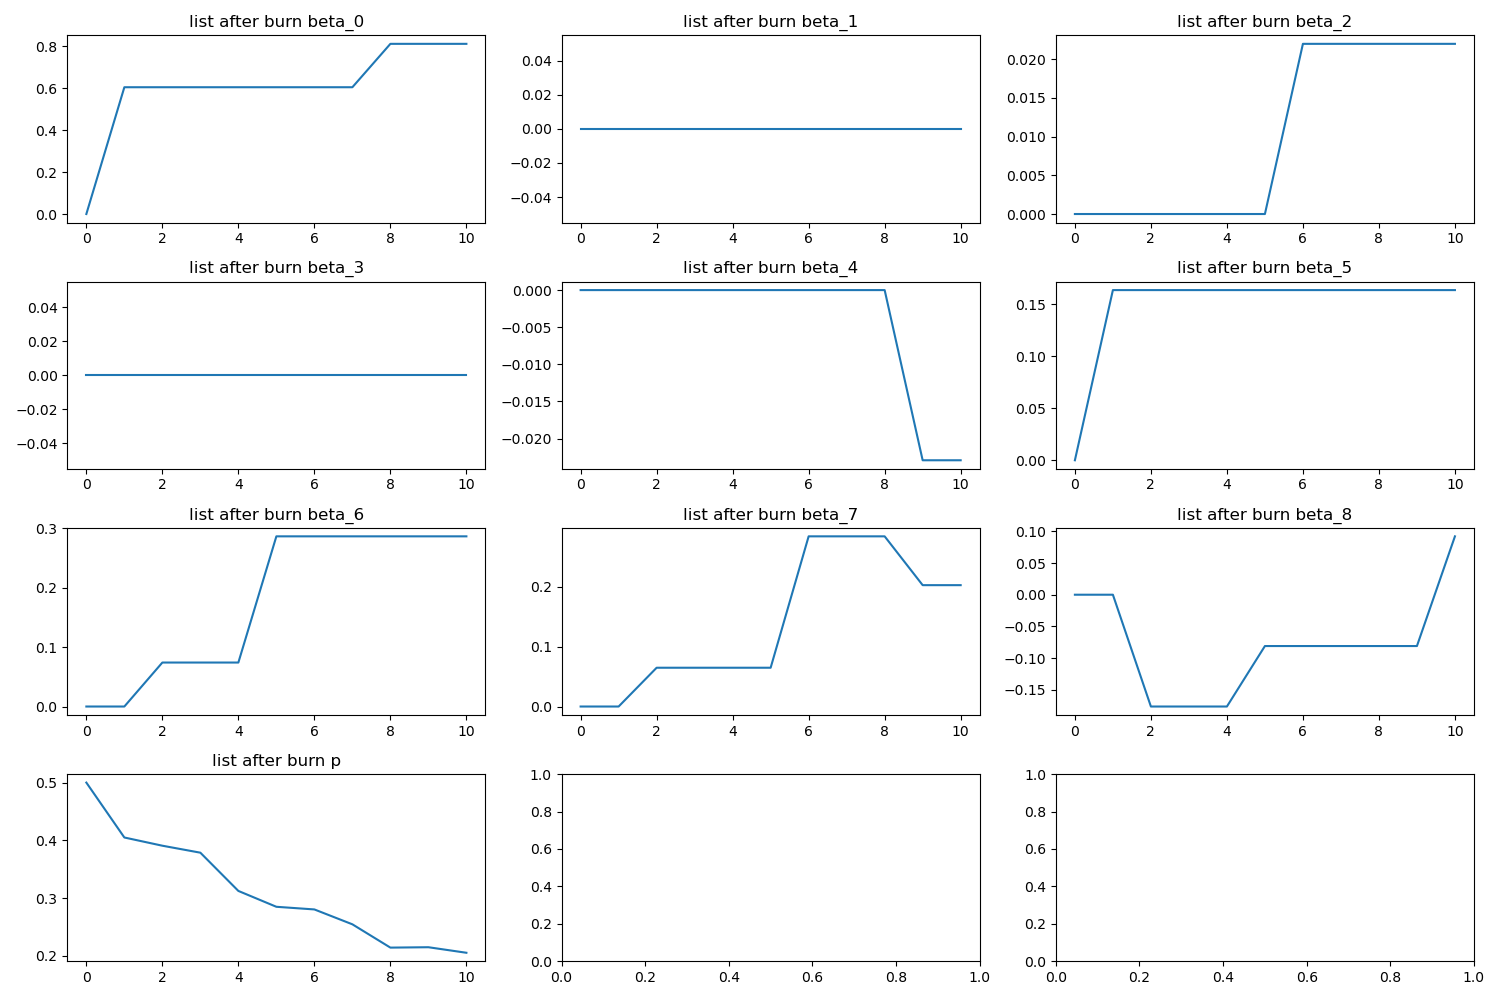 list after burn beta_0
0.8
0.6
0.4
0.2
0.0
0 2 4 6 8 10
list after burn beta_1
0.04
0.02
0.00
−0.02
−0.04
0 2 4 6 8 10
list after burn beta_2
0.020
0.015
0.010
0.005
0.000
0 2 4 6 8 10
list after burn beta_3
0.04
0.02
0.00
−0.02
−0.04
0 2 4 6 8 10
list after burn beta_4
0.000
−0.005
−0.010
−0.015
−0.020
0 2 4 6 8 10
list after burn beta_5
0.15
0.10
0.05
0.00
0 2 4 6 8 10
list after burn beta_6
0.3
0.2
0.1
0.0
0 2 4 6 8 10
list after burn beta_7
0.2
0.1
0.0
0 2 4 6 8 10
list after burn beta_8
0.10
0.05
0.00
−0.05
−0.10
−0.15
0 2 4 6 8 10
list after burn p
0.5
0.4
0.3
0.2
0 2 4 6 8 10
1.0
0.8
0.6
0.4
0.2
0.0
0.0 0.2 0.4 0.6 0.8 1.0
1.0
0.8
0.6
0.4
0.2
0.0
0.0 0.2 0.4 0.6 0.8 1.0